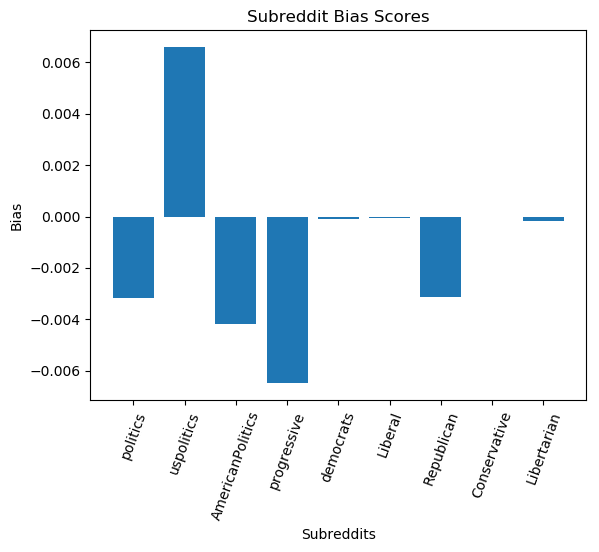 Subreddit Bias Scores
Bias
0.006
0.004
0.002
0.000
−0.002
−0.004
−0.006
politics
uspolitics
AmericanPolitics
progressive
democrats
Liberal
Republican
Conservative
Libertarian
Subreddits